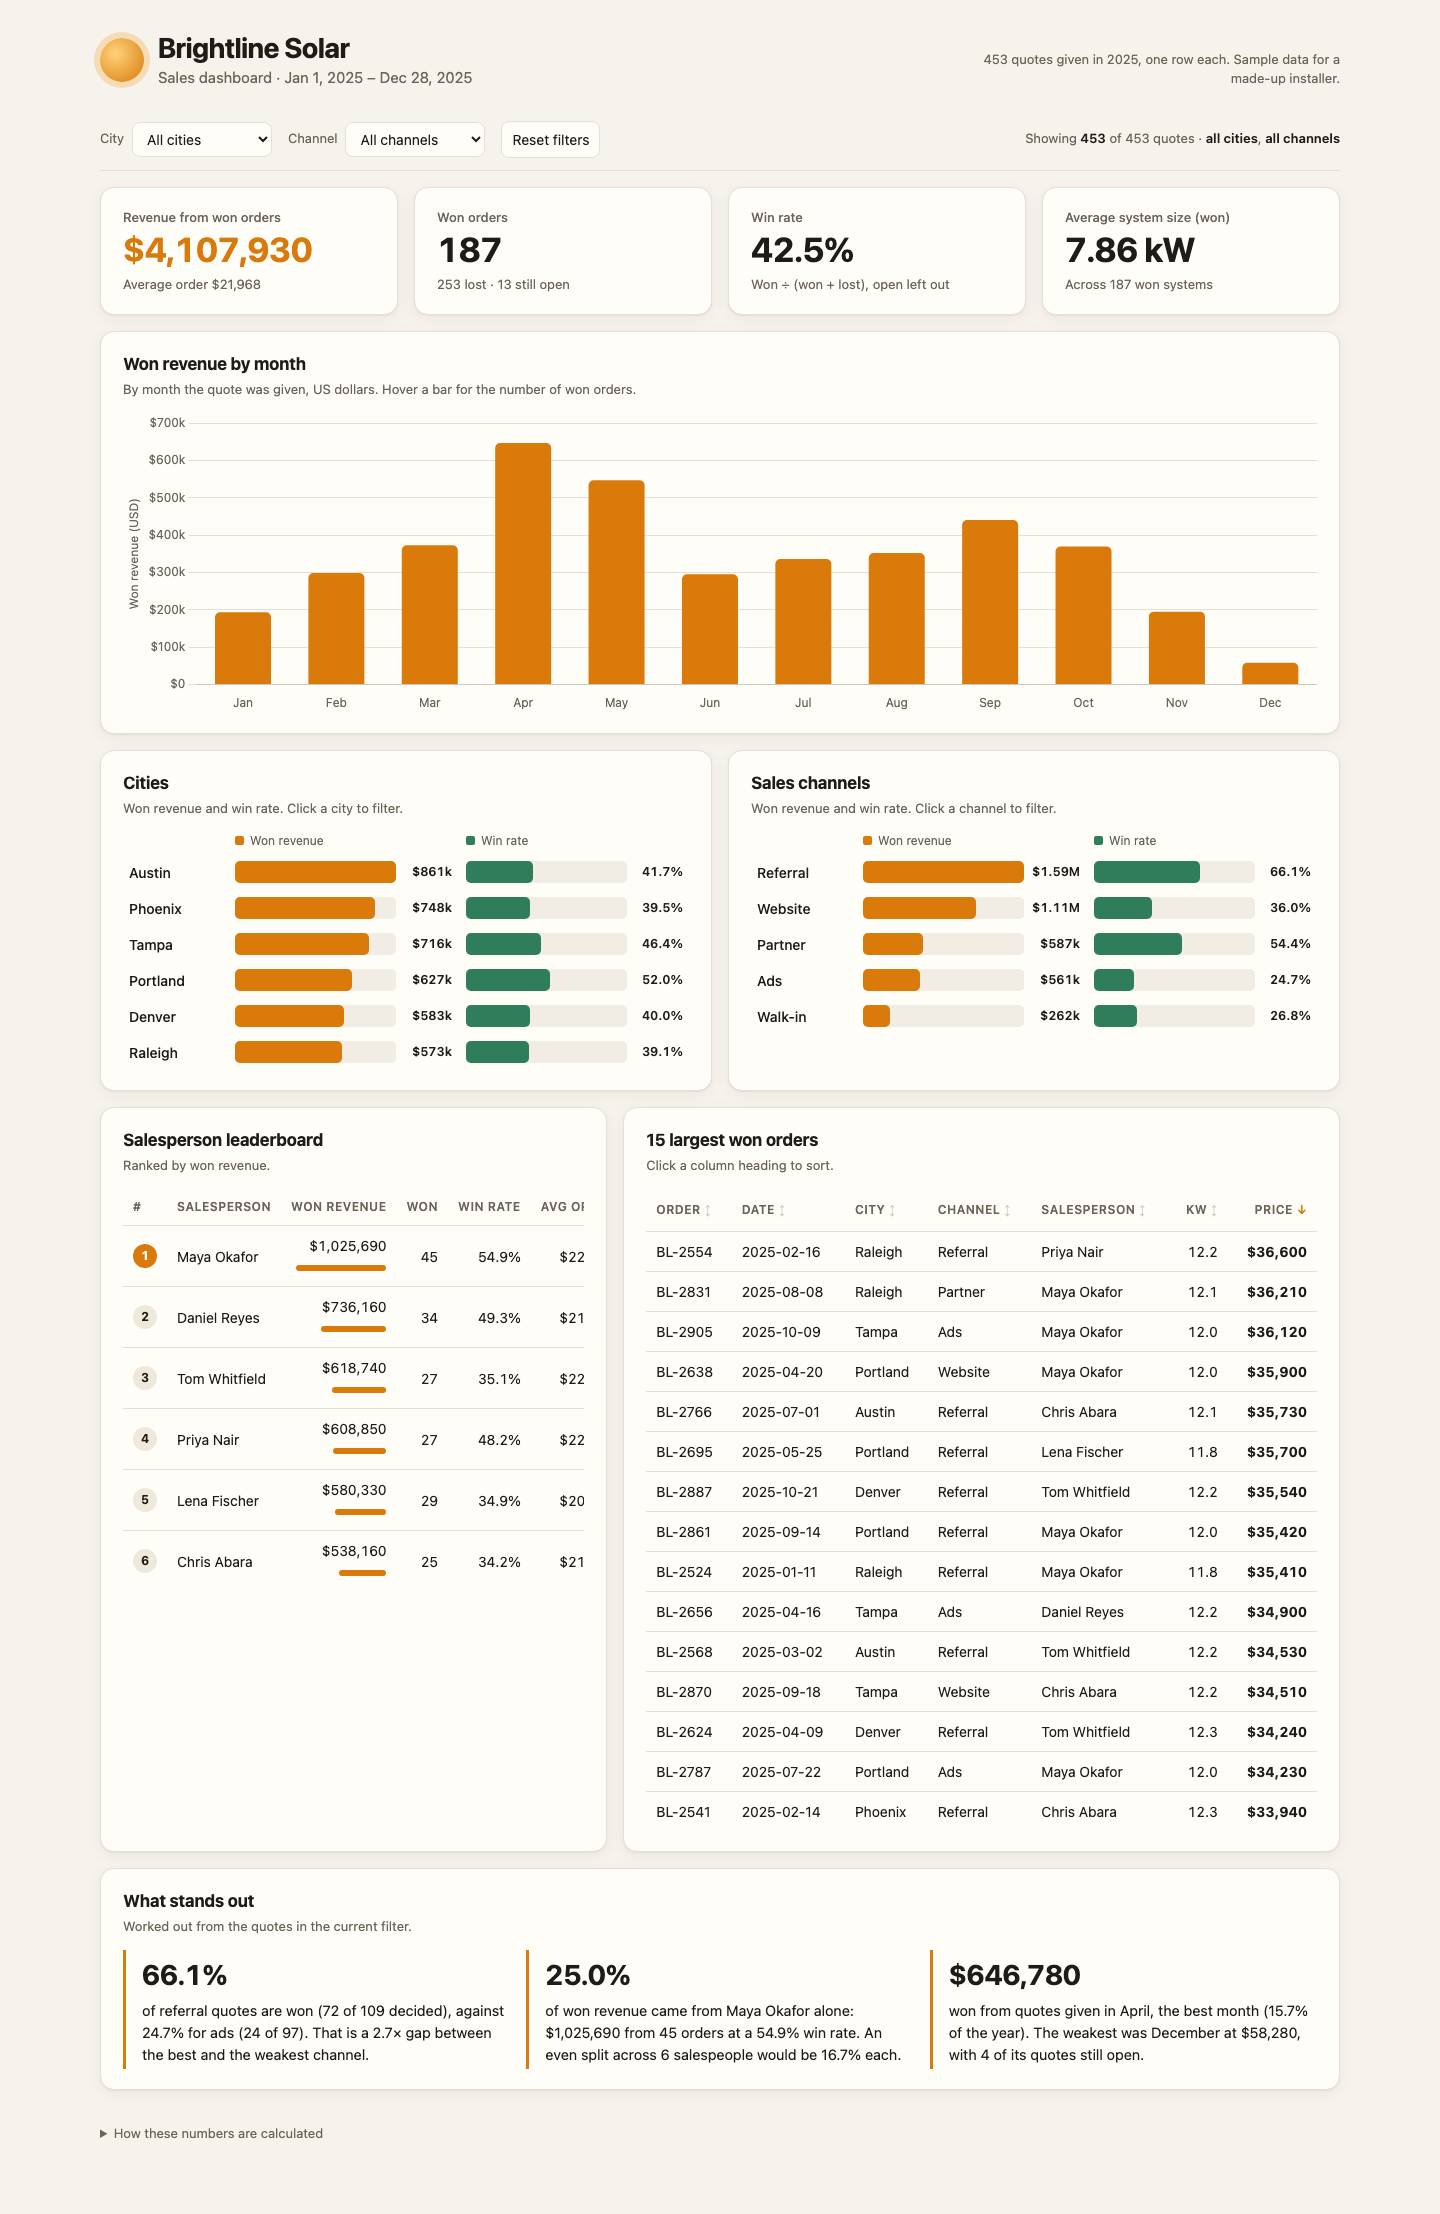 Brightline Solar
Sales dashboard · Jan 1, 2025 – Dec 28, 2025
453 quotes given in 2025, one row each. Sample data for a
made-up installer.
City All cities Channel All channels Reset filters
Showing 453 of 453 quotes · all cities, all channels
Revenue from won orders
$4,107,930
Average order $21,968
Won orders
187
253 lost · 13 still open
Win rate
42.5%
Won ÷ (won + lost), open left out
Average system size (won)
7.86 kW
Across 187 won systems
Won revenue by month
By month the quote was given, US dollars. Hover a bar for the number of won orders.
Won revenue (USD)
$700k
$600k
$500k
$400k
$300k
$200k
$100k
$0
Jan Feb Mar Apr May Jun Jul Aug Sep Oct Nov Dec
Cities
Won revenue and win rate. Click a city to filter.
Won revenue Win rate
Austin $861k 41.7%
Phoenix $748k 39.5%
Tampa $716k 46.4%
Portland $627k 52.0%
Denver $583k 40.0%
Raleigh $573k 39.1%
Sales channels
Won revenue and win rate. Click a channel to filter.
Won revenue Win rate
Referral $1.59M 66.1%
Website $1.11M 36.0%
Partner $587k 54.4%
Ads $561k 24.7%
Walk-in $262k 26.8%
Salesperson leaderboard
Ranked by won revenue.
# SALESPERSON WON REVENUE WON WIN RATE AVG
1 Maya Okafor $1,025,690 45 54.9% $22
2 Daniel Reyes $736,160 34 49.3% $21
3 Tom Whitfield $618,740 27 35.1% $22
4 Priya Nair $608,850 27 48.2% $22
5 Lena Fischer $580,330 29 34.9% $20
6 Chris Abara $538,160 25 34.2% $21
15 largest won orders
Click a column heading to sort.
ORDER ↕ DATE ↕ CITY ↕ CHANNEL ↕ SALESPERSON ↕ KW ↕ PRICE ↓
BL-2554 2025-02-16 Raleigh Referral Priya Nair 12.2 $36,600
BL-2831 2025-08-08 Raleigh Partner Maya Okafor 12.1 $36,210
BL-2905 2025-10-09 Tampa Ads Maya Okafor 12.0 $36,120
BL-2638 2025-04-20 Portland Website Maya Okafor 12.0 $35,900
BL-2766 2025-07-01 Austin Referral Chris Abara 12.1 $35,730
BL-2695 2025-05-25 Portland Referral Lena Fischer 11.8 $35,700
BL-2887 2025-10-21 Denver Referral Tom Whitfield 12.2 $35,540
BL-2861 2025-09-14 Portland Referral Maya Okafor 12.0 $35,420
BL-2524 2025-01-11 Raleigh Referral Maya Okafor 11.8 $35,410
BL-2656 2025-04-16 Tampa Ads Daniel Reyes 12.2 $34,900
BL-2568 2025-03-02 Austin Referral Tom Whitfield 12.2 $34,530
BL-2870 2025-09-18 Tampa Website Chris Abara 12.2 $34,510
BL-2624 2025-04-09 Denver Referral Tom Whitfield 12.3 $34,240
BL-2787 2025-07-22 Portland Ads Maya Okafor 12.0 $34,230
BL-2541 2025-02-14 Phoenix Referral Chris Abara 12.3 $33,940
What stands out
Worked out from the quotes in the current filter.
66.1%
of referral quotes are won (72 of 109 decided), against
24.7% for ads (24 of 97). That is a 2.7× gap between
the best and the weakest channel.
25.0%
of won revenue came from Maya Okafor alone:
$1,025,690 from 45 orders at a 54.9% win rate. An
even split across 6 salespeople would be 16.7% each.
$646,780
won from quotes given in April, the best month (15.7%
of the year). The weakest was December at $58,280,
with 4 of its quotes still open.
▶ How these numbers are calculated